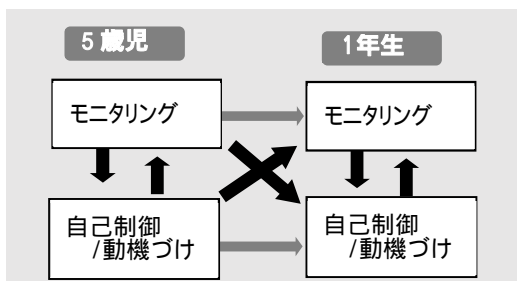 5 歳児
1年生
モニタリング
モニタリング
自己制御
/動機づけ
自己制御
/動機づけ